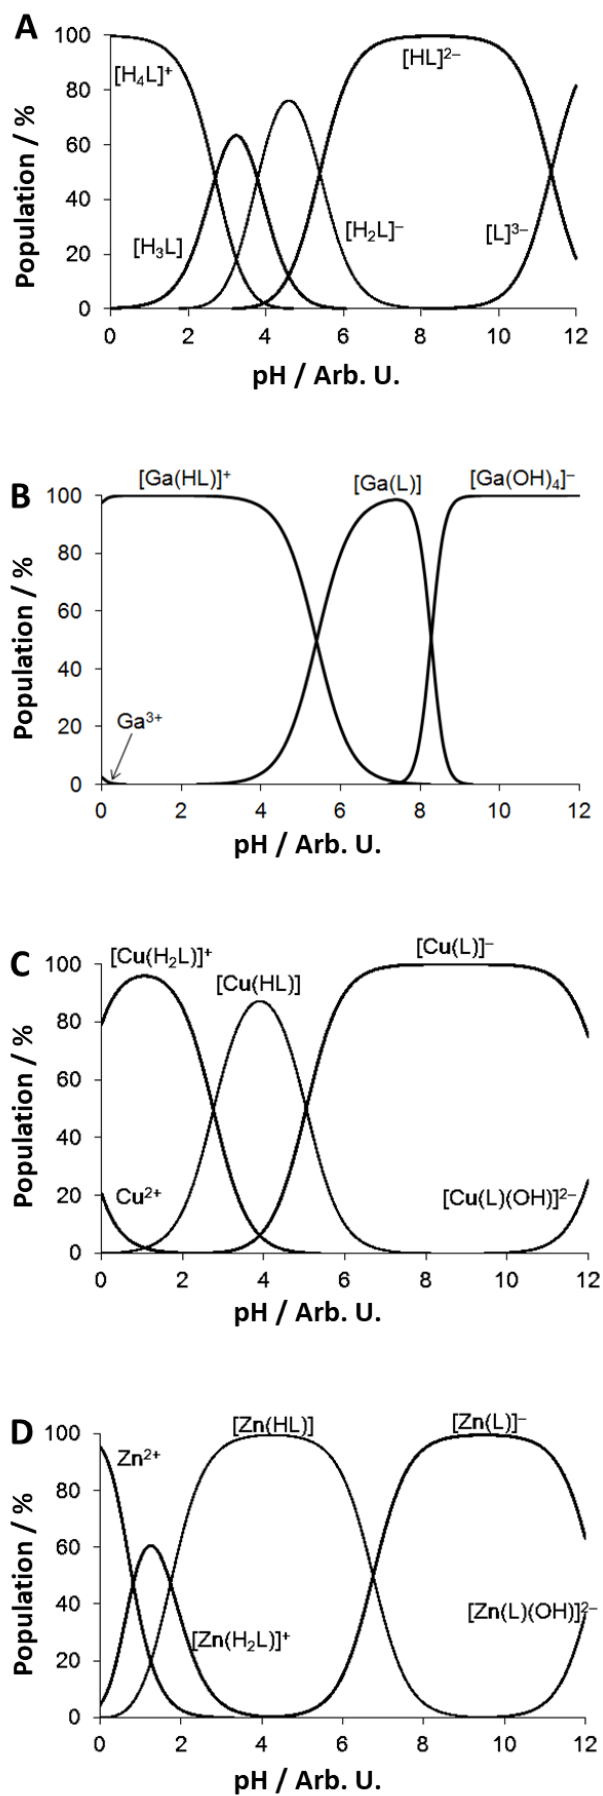 A
100
[H₄L]⁺
[HL]²⁻
80
60
40
[H₃L]
[H₂L]⁻
[L]³⁻
20
0
Population / %
0 2 4 6 8 10 12
pH / Arb. U.
B
[Ga(HL)]⁺
[Ga(L)]
[Ga(OH)₄]⁻
100
80
60
40
20
0
Ga³⁺
Population / %
0 2 4 6 8 10 12
pH / Arb. U.
C
[Cu(H₂L)]⁺
[Cu(HL)]
[Cu(L)]⁻
100
80
60
40
20
0
Cu²⁺
[Cu(L)(OH)]²⁻
Population / %
0 2 4 6 8 10 12
pH / Arb. U.
D
[Zn(HL)]
[Zn(L)]⁻
100
Zn²⁺
80
60
40
20
0
[Zn(H₂L)]⁺
[Zn(L)(OH)]²⁻
Population / %
0 2 4 6 8 10 12
pH / Arb. U.